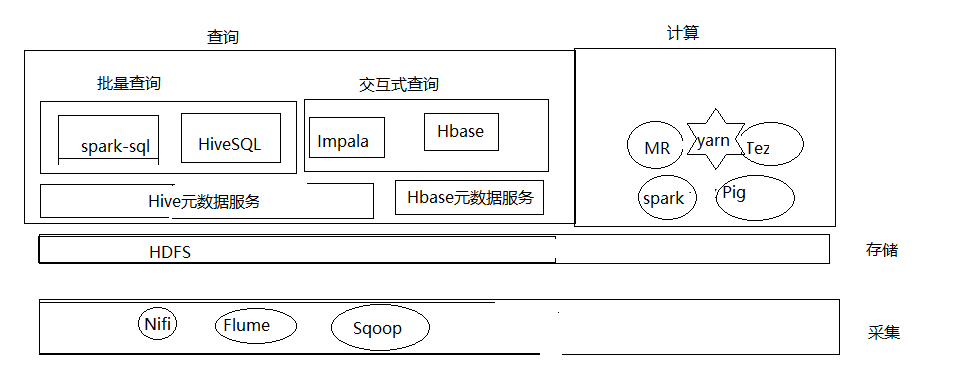 查询
计算
批量查询
交互式查询
spark-sql
HiveSQL
Impala
Hbase
MR
yarn
Tez
Hive元数据服务
Hbase元数据服务
spark
Pig
HDFS
存储
Nifi
Flume
Sqoop
采集